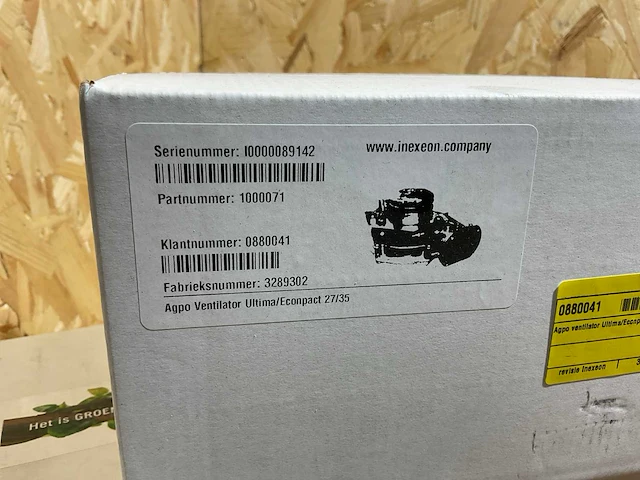 Serienummer: I0000089142
www.inexeon.company
Partnummer: 1000071
Klantnummer: 0880041
Fabrieksnummer: 3289302
Agpo Ventilator Ultima/Econpact 27/35
0880041
Agpo ventilator Ultima/Econp
revisie Inexeon
3
Het is GROE